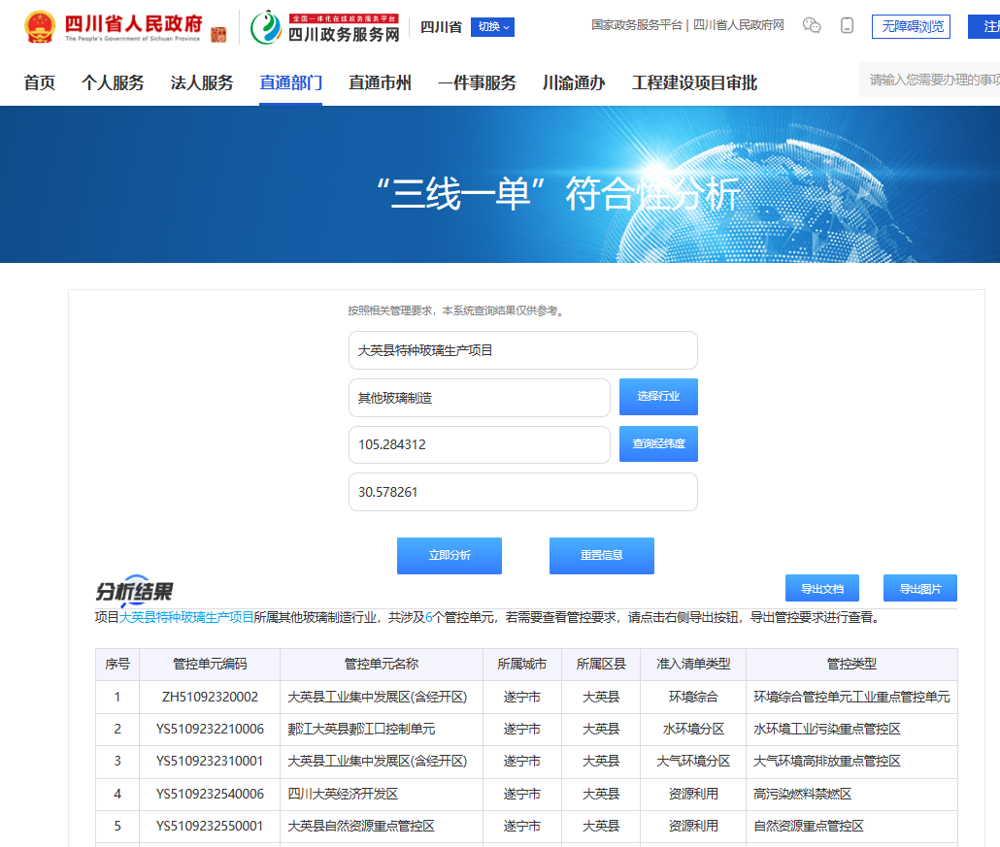 四川省人民政府
The People's Government of Sichuan Province
全国一体化在线政务服务平台
四川政务服务网
四川省 切换
国家政务服务平台 | 四川省人民政府网
无障碍浏览
首页 个人服务 法人服务 直通部门 直通市州 一件事服务 川渝通办 工程建设项目审批
请输入您需要办理的事项
“三线一单”符合性分析
按照相关管理要求，本系统查询结果仅供参考。
大英县特种玻璃生产项目
其他玻璃制造 选择行业
105.284312 查询经纬度
30.578261
立即分析 重置信息
分析结果 导出文档 导出图片
项目大英县特种玻璃生产项目所属其他玻璃制造行业，共涉及6个管控单元，若需要查看管控要求，请点击右侧导出按钮，导出管控要求进行查看。
序号 管控单元编码 管控单元名称 所属城市 所属区县 准入清单类型 管控类型
1 ZH51092320002 大英县工业集中发展区(含经开区) 遂宁市 大英县 环境综合 环境综合管控单元工业重点管控单元
2 YS5109232210006 郪江大英县郪江口控制单元 遂宁市 大英县 水环境分区 水环境工业污染重点管控区
3 YS5109232310001 大英县工业集中发展区(含经开区) 遂宁市 大英县 大气环境分区 大气环境高排放重点管控区
4 YS5109232540006 四川大英经济开发区 遂宁市 大英县 资源利用 高污染燃料禁燃区
5 YS5109232550001 大英县自然资源重点管控区 遂宁市 大英县 资源利用 自然资源重点管控区